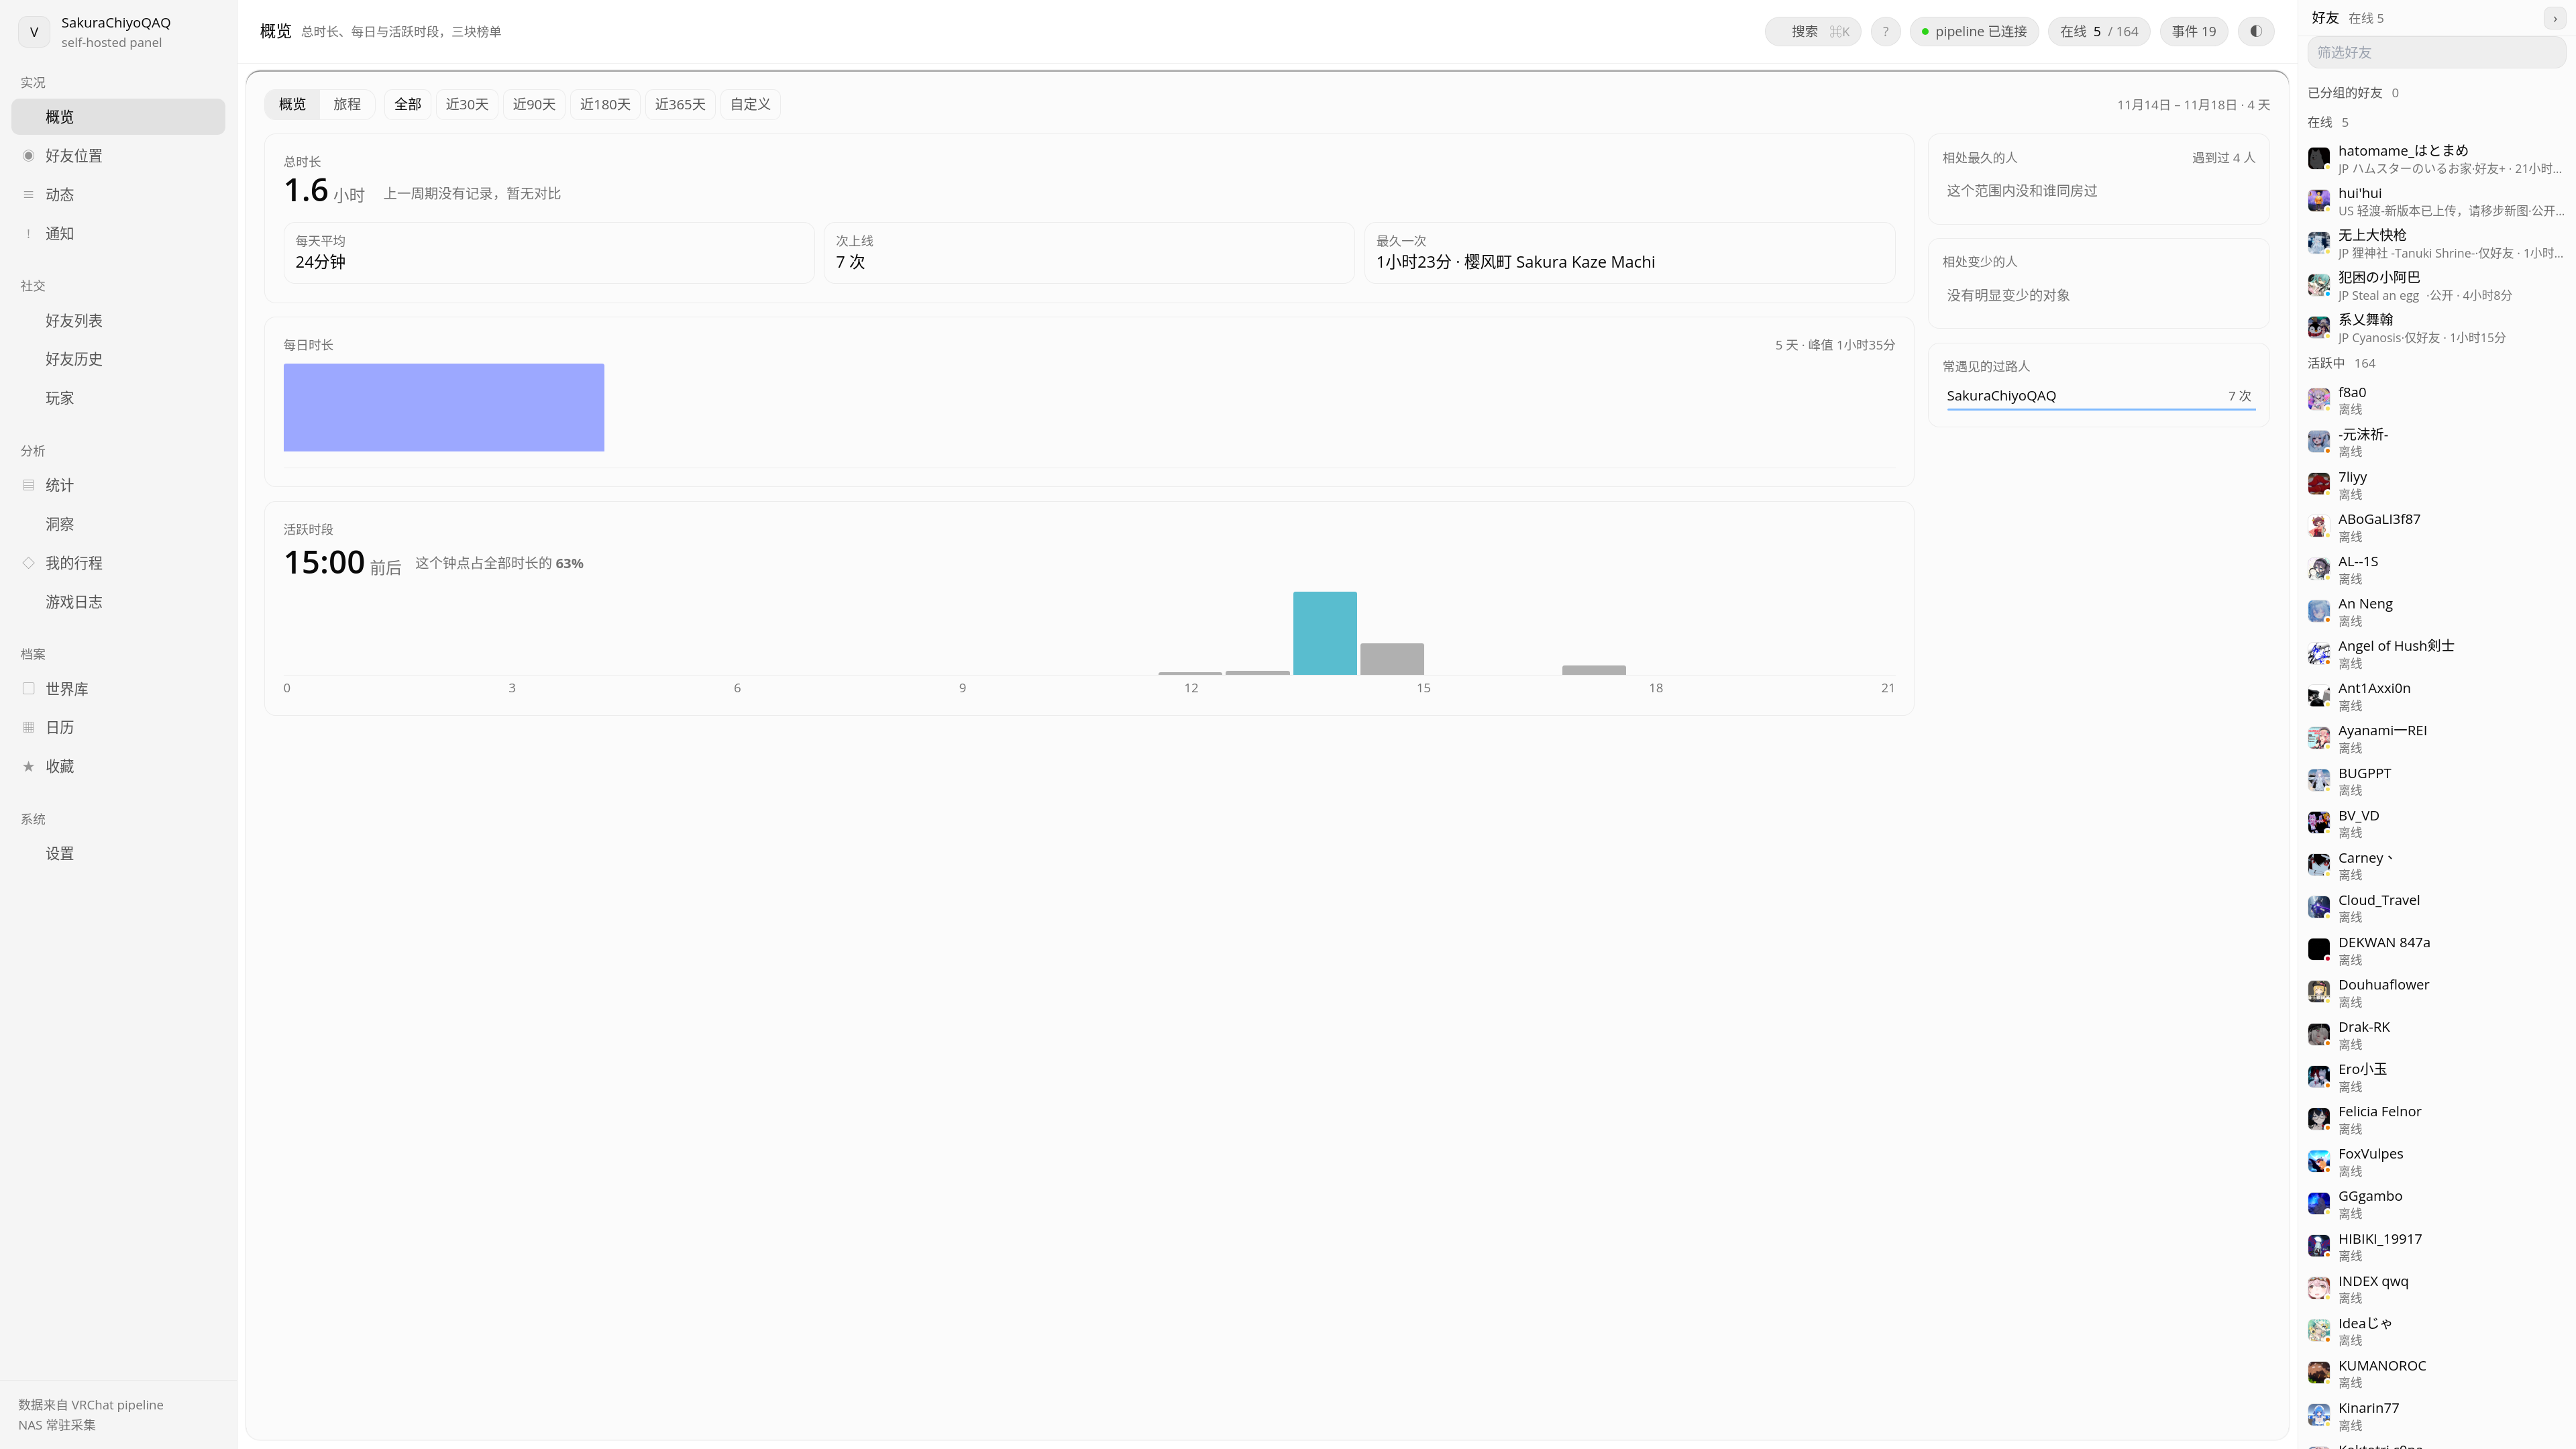 V
SakuraChiyoQAQ
self-hosted panel
实况
概览
好友位置
动态
通知
社交
好友列表
好友历史
玩家
分析
统计
洞察
我的行程
游戏日志
档案
世界库
日历
收藏
系统
设置
数据来自 VRChat pipeline
NAS 常驻采集
概览 总时长、每日与活跃时段，三块榜单
搜索 ⌘K
?
pipeline 已连接
在线 5 / 164
事件 19
概览 旅程 全部 近30天 近90天 近180天 近365天 自定义
11月14日 – 11月18日 · 4 天
总时长
1.6 小时 上一周期没有记录，暂无对比
每天平均
24分钟
次上线
7 次
最久一次
1小时23分 · 樱风町 Sakura Kaze Machi
每日时长
5 天 · 峰值 1小时35分
活跃时段
15:00 前后 这个钟点占全部时长的 63%
0 3 6 9 12 15 18 21
相处最久的人 遇到过 4 人
这个范围内没和谁同房过
相处变少的人
没有明显变少的对象
常遇见的过路人
SakuraChiyoQAQ 7 次
好友 在线 5
筛选好友
已分组的好友 0
在线 5
hatomame_はとまめ
JP ハムスターのいるお家·好友+ · 21小时...
hui'hui
US 轻渡-新版本已上传，请移步新图·公开...
无上大快枪
JP 狸神社 -Tanuki Shrine-·仅好友 · 1小时...
犯困の小阿巴
JP Steal an egg ·公开 · 4小时8分
系乂舞翰
JP Cyanosis·仅好友 · 1小时15分
活跃中 164
f8a0
离线
-元沫祈-
离线
7liyy
离线
ABoGaLI3f87
离线
AL--1S
离线
An Neng
离线
Angel of Hush剣士
离线
Ant1Axxi0n
离线
Ayanami一REI
离线
BUGPPT
离线
BV_VD
离线
Carney丶
离线
Cloud_Travel
离线
DEKWAN 847a
离线
Douhuaflower
离线
Drak-RK
离线
Ero小玉
离线
Felicia Felnor
离线
FoxVulpes
离线
GGgambo
离线
HIBIKI_19917
离线
INDEX qwq
离线
Ideaじゃ
离线
KUMANOROC
离线
Kinarin77
离线